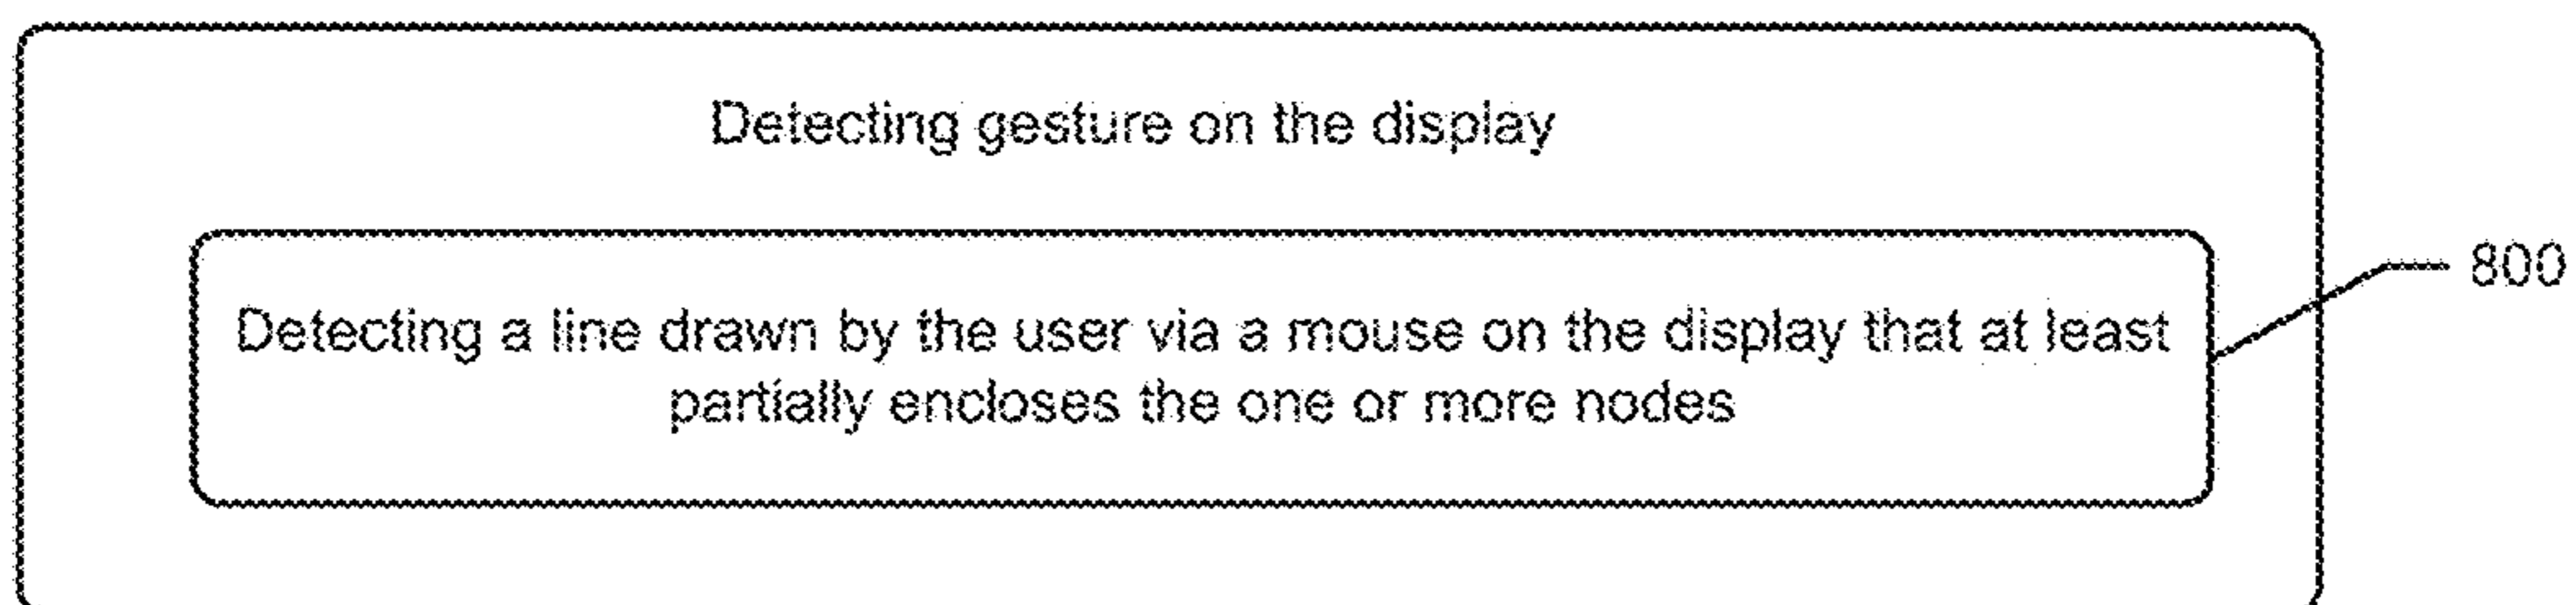 Detecting gesture on the display
Detecting a line drawn by the user via a mouse on the display that at least
partially encloses the one or more nodes
800